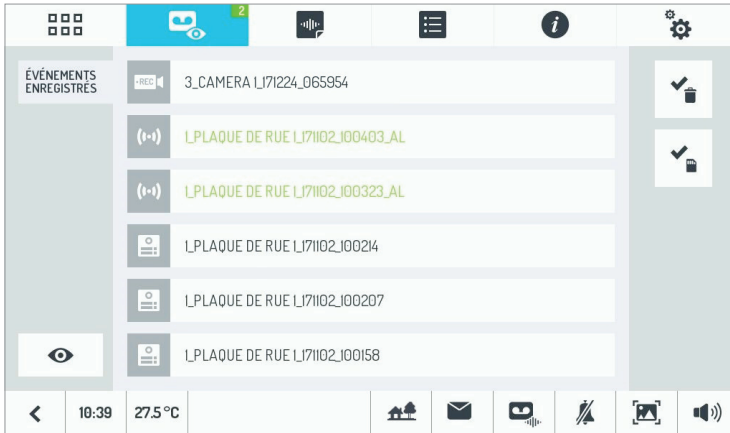 2
ÉVÉNEMENTS
ENREGISTRÉS
•REC
3_CAMERA 1_171224_065954
1_PLAQUE DE RUE 1_171102_100403_AL
1_PLAQUE DE RUE 1_171102_100323_AL
1_PLAQUE DE RUE 1_171102_100214
1_PLAQUE DE RUE 1_171102_100207
1_PLAQUE DE RUE 1_171102_100158
10:39
27.5 °C